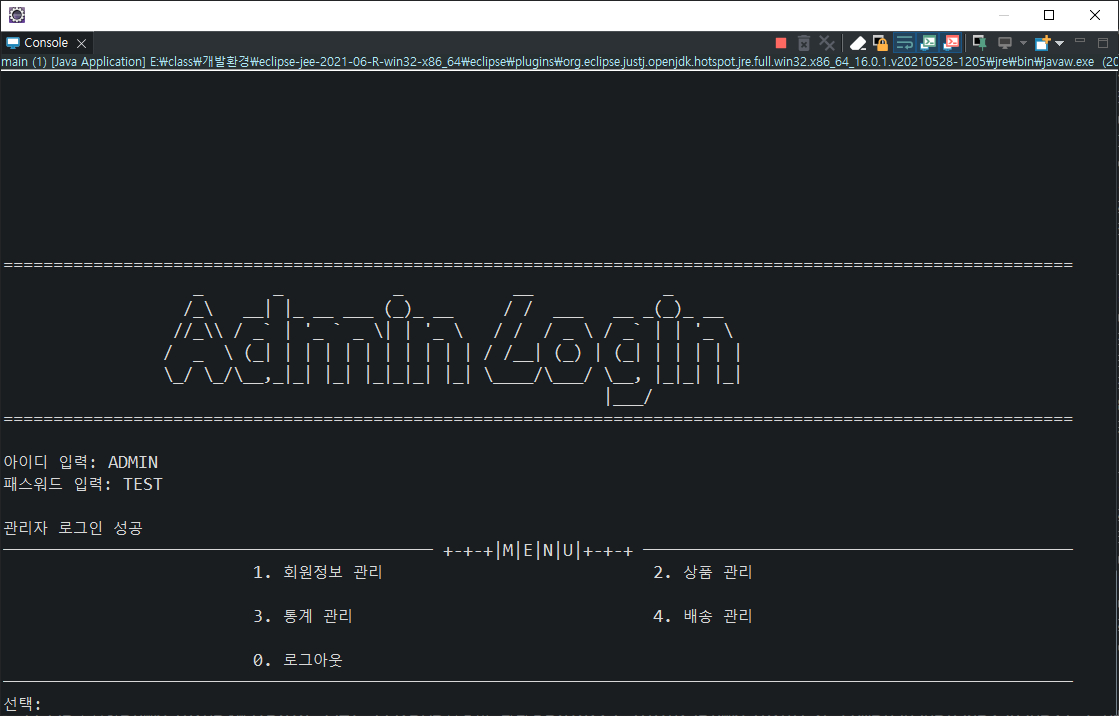 Console
main (1) [Java Application] E:₩class₩개발환경₩eclipse-jee-2021-06-R-win32-x86_64₩eclipse₩plugins₩org.eclipse.justj.openjdk.hotspot.jre.full.win32.x86_64_16.0.1.v20210528-1205₩jre₩bin₩javaw.exe (20
Admin Login
아이디 입력: ADMIN
패스워드 입력: TEST
관리자 로그인 성공
+-+-+|M|E|N|U|+-+-+
1. 회원정보 관리 2. 상품 관리
3. 통계 관리 4. 배송 관리
0. 로그아웃
선택: